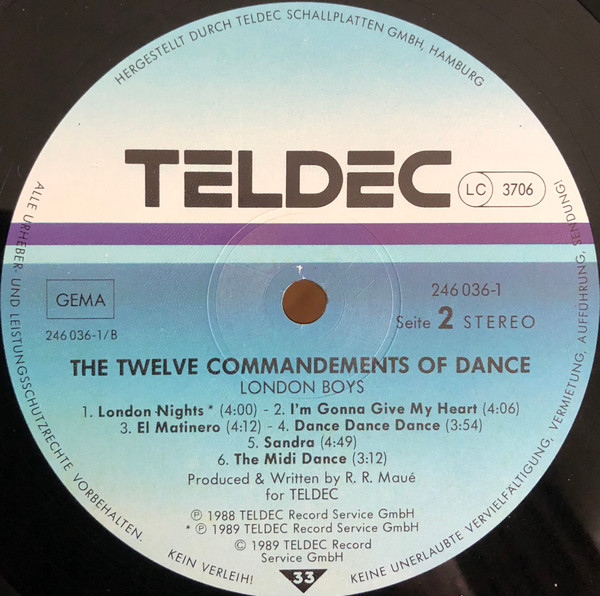 HERGESTELLT DURCH TELDEC SCHALLPLATTEN GMBH, HAMBURG
TELDEC
LC 3706
GEMA
246 036-1/B
246 036-1
Seite 2 STEREO
THE TWELVE COMMANDEMENTS OF DANCE
LONDON BOYS
1. London Nights * (4:00) - 2. I'm Gonna Give My Heart (4:06)
3. El Matinero (4:12) - 4. Dance Dance Dance (3:54)
5. Sandra (4:49)
6. The Midi Dance (3:12)
Produced & Written by R. R. Maué
for TELDEC
℗ 1988 TELDEC Record Service GmbH
* ℗ 1989 TELDEC Record Service GmbH
© 1989 TELDEC Record
Service GmbH
33
ALLE URHEBER- UND LEISTUNGSSCHUTZRECHTE VORBEHALTEN.
KEIN VERLEIH!
KEINE UNERLAUBTE VERVIELFÄLTIGUNG, VERMIETUNG, AUFFÜHRUNG, SENDUNG!